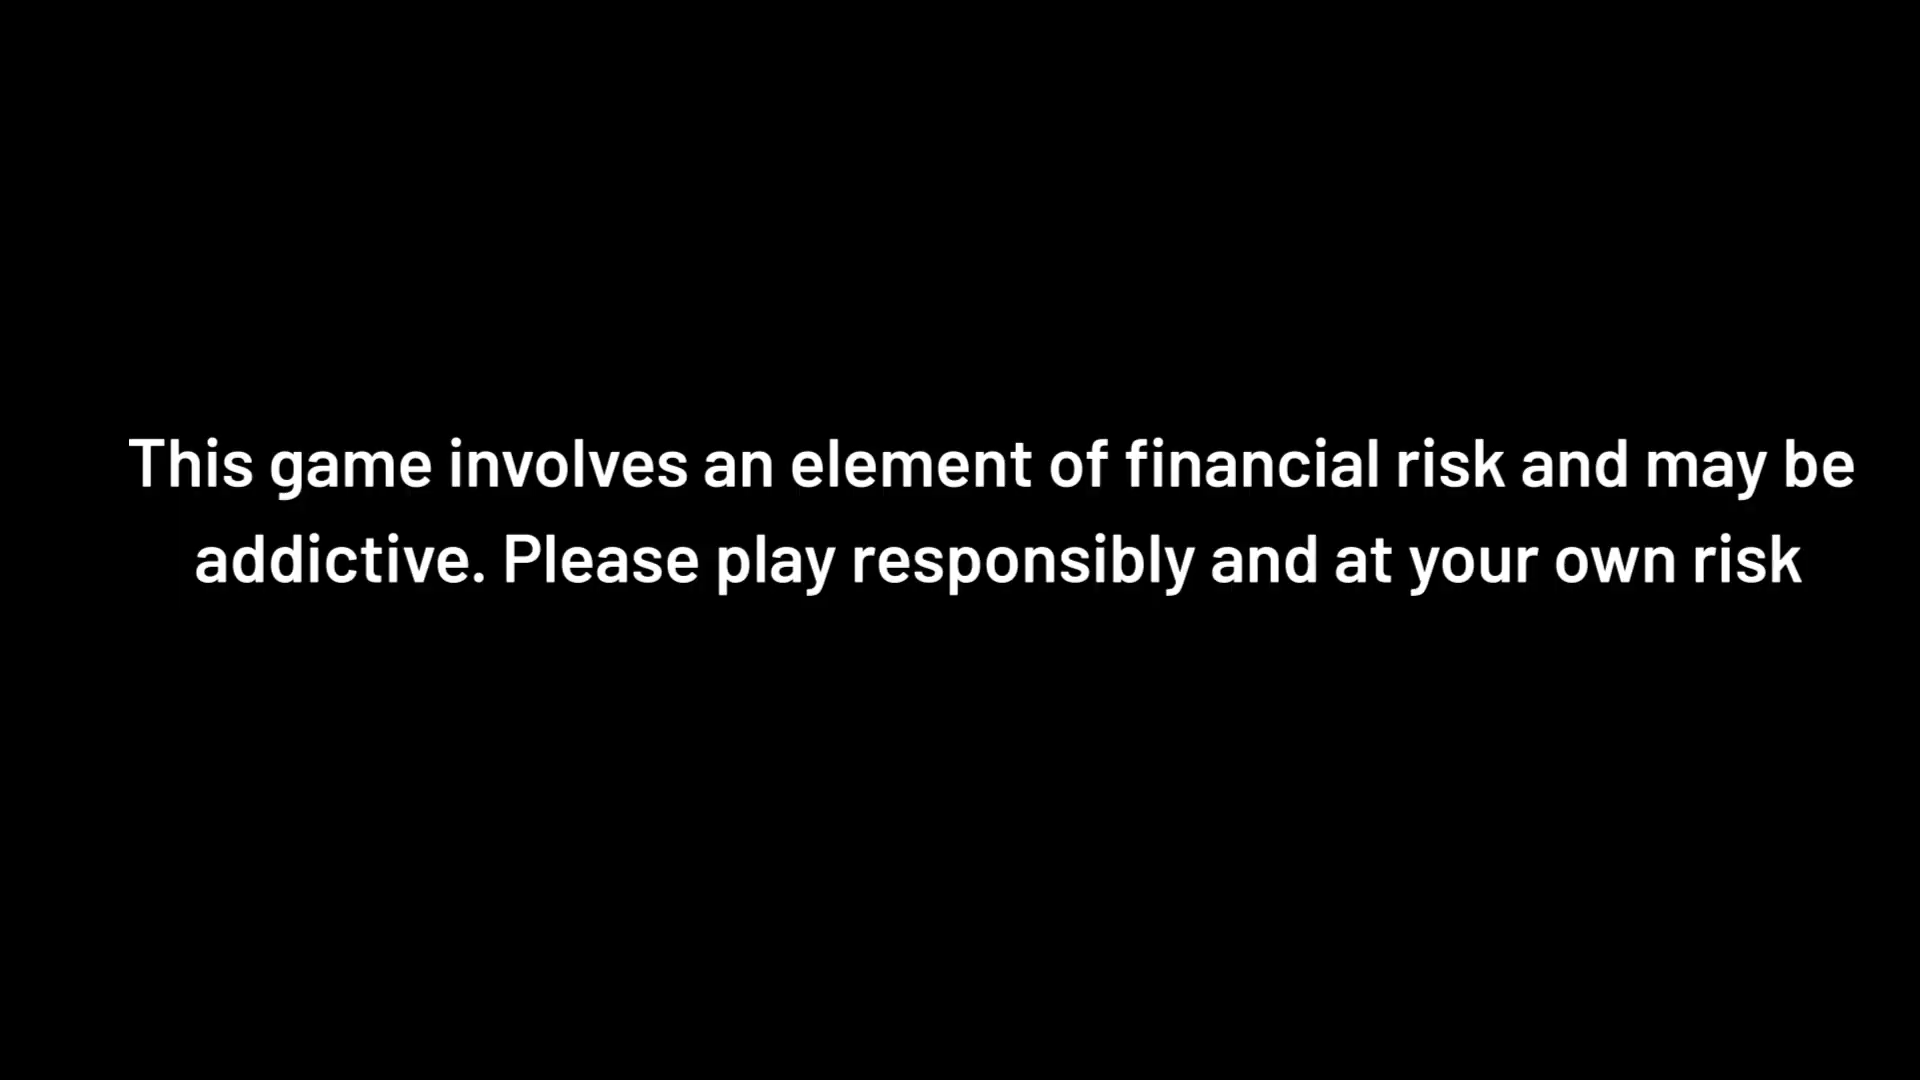 This game involves an element of financial risk and may be
addictive. Please play responsibly and at your own risk